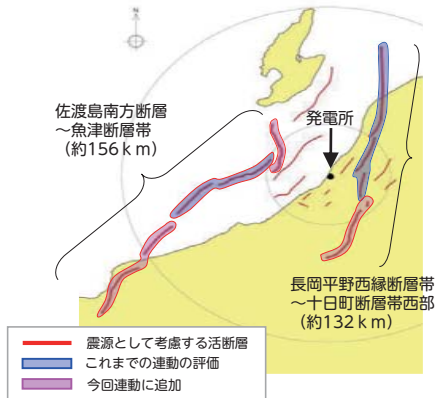 N
佐渡島南方断層
~魚津断層帯
(約156km)
発電所
長岡平野西縁断層帯
~十日町断層帯西部
(約132km)
震源として考慮する活断層
これまでの連動の評価
今回連動に追加